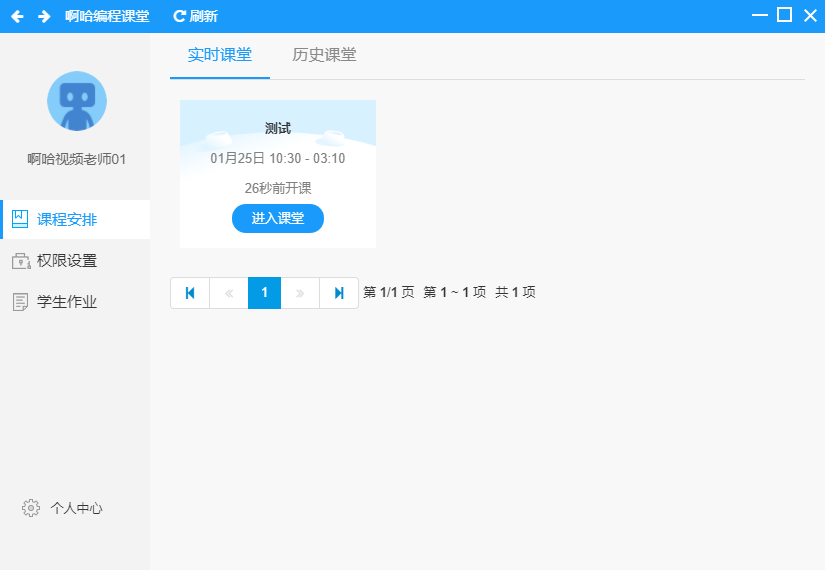 啊哈编程课堂 刷新
实时课堂 历史课堂
啊哈视频老师01
课程安排
权限设置
学生作业
个人中心
测试
01月25日 10:30 - 03:10
26秒前开课
进入课堂
« 1 » 第 1/1 页 第 1 ~ 1 项 共 1 项